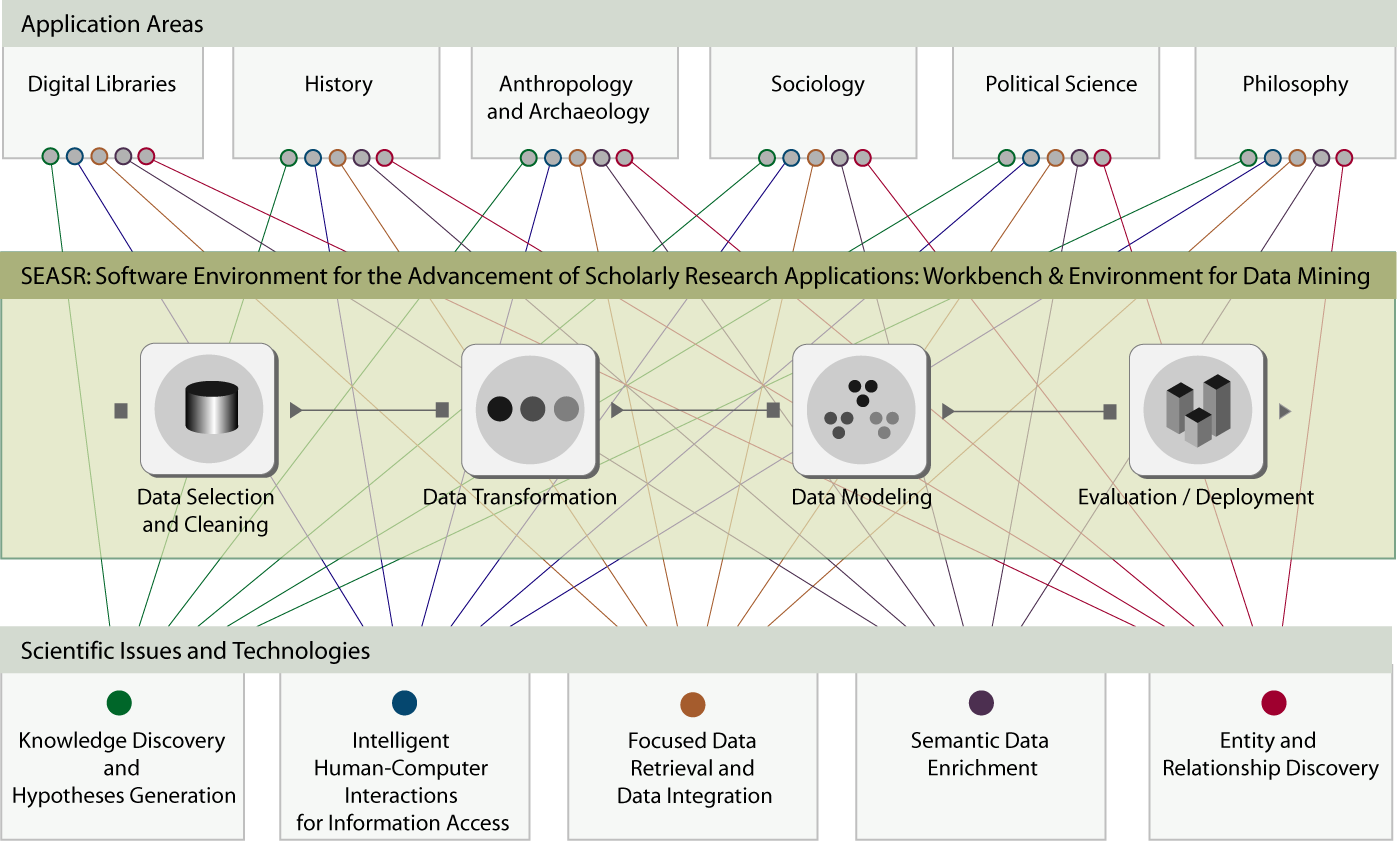 Application Areas
Digital Libraries
History
Anthropology
and Archaeology
Sociology
Political Science
Philosophy
SEASR: Software Environment for the Advancement of Scholarly Research Applications: Workbench & Environment for Data Mining
Data Selection
and Cleaning
Data Transformation
Data Modeling
Evaluation / Deployment
Scientific Issues and Technologies
Knowledge Discovery
and
Hypotheses Generation
Intelligent
Human-Computer
Interactions
for Information Access
Focused Data
Retrieval and
Data Integration
Semantic Data
Enrichment
Entity and
Relationship Discovery